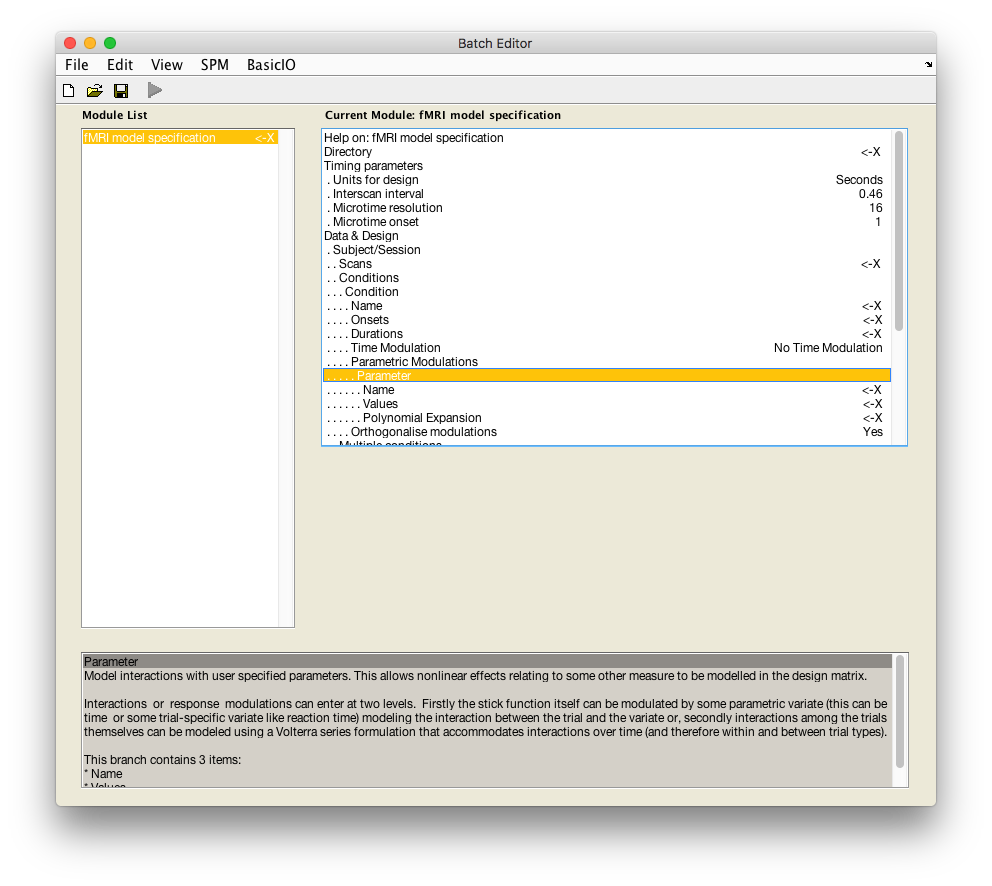 Batch Editor
File Edit View SPM BasicIO
Module List
fMRI model specification <-X
Current Module: fMRI model specification
Help on: fMRI model specification
Directory <-X
Timing parameters
. Units for design Seconds
. Interscan interval 0.46
. Microtime resolution 16
. Microtime onset 1
Data & Design
. Subject/Session
. . Scans <-X
. . Conditions
. . . Condition
. . . . Name <-X
. . . . Onsets <-X
. . . . Durations <-X
. . . . Time Modulation No Time Modulation
. . . . Parametric Modulations
. . . . . Parameter
. . . . . . Name <-X
. . . . . . Values <-X
. . . . . . Polynomial Expansion <-X
. . . . Orthogonalise modulations Yes
. . Multiple conditions
Parameter
Model interactions with user specified parameters. This allows nonlinear effects relating to some other measure to be modelled in the design matrix.
Interactions or response modulations can enter at two levels. Firstly the stick function itself can be modulated by some parametric variate (this can be
time or some trial-specific variate like reaction time) modeling the interaction between the trial and the variate or, secondly interactions among the trials
themselves can be modeled using a Volterra series formulation that accommodates interactions over time (and therefore within and between trial types).
This branch contains 3 items:
* Name
* Values